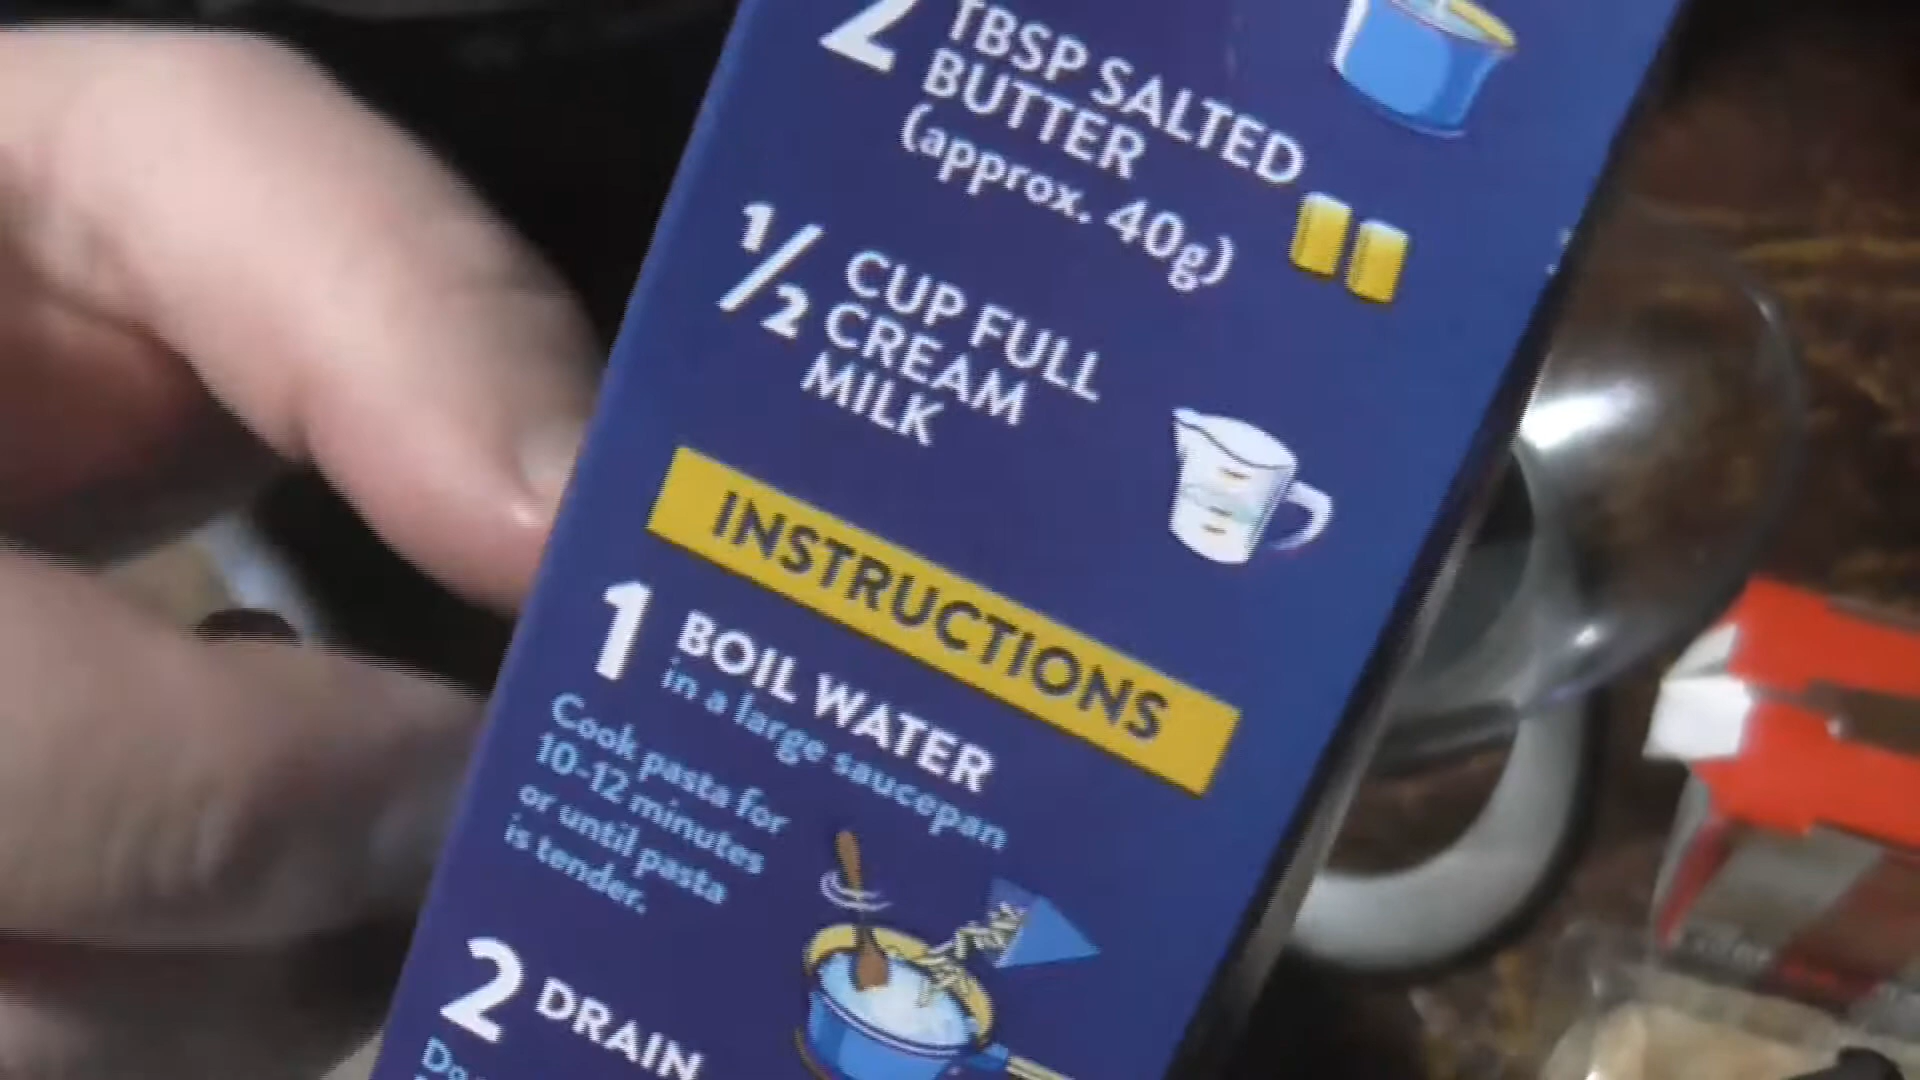 2 TBSP SALTED
BUTTER
(approx. 40g)
1/2 CUP FULL
CREAM
MILK
INSTRUCTIONS
1 BOIL WATER
in a large saucepan
Cook pasta for
10-12 minutes
or until pasta
is tender.
2 DRAIN